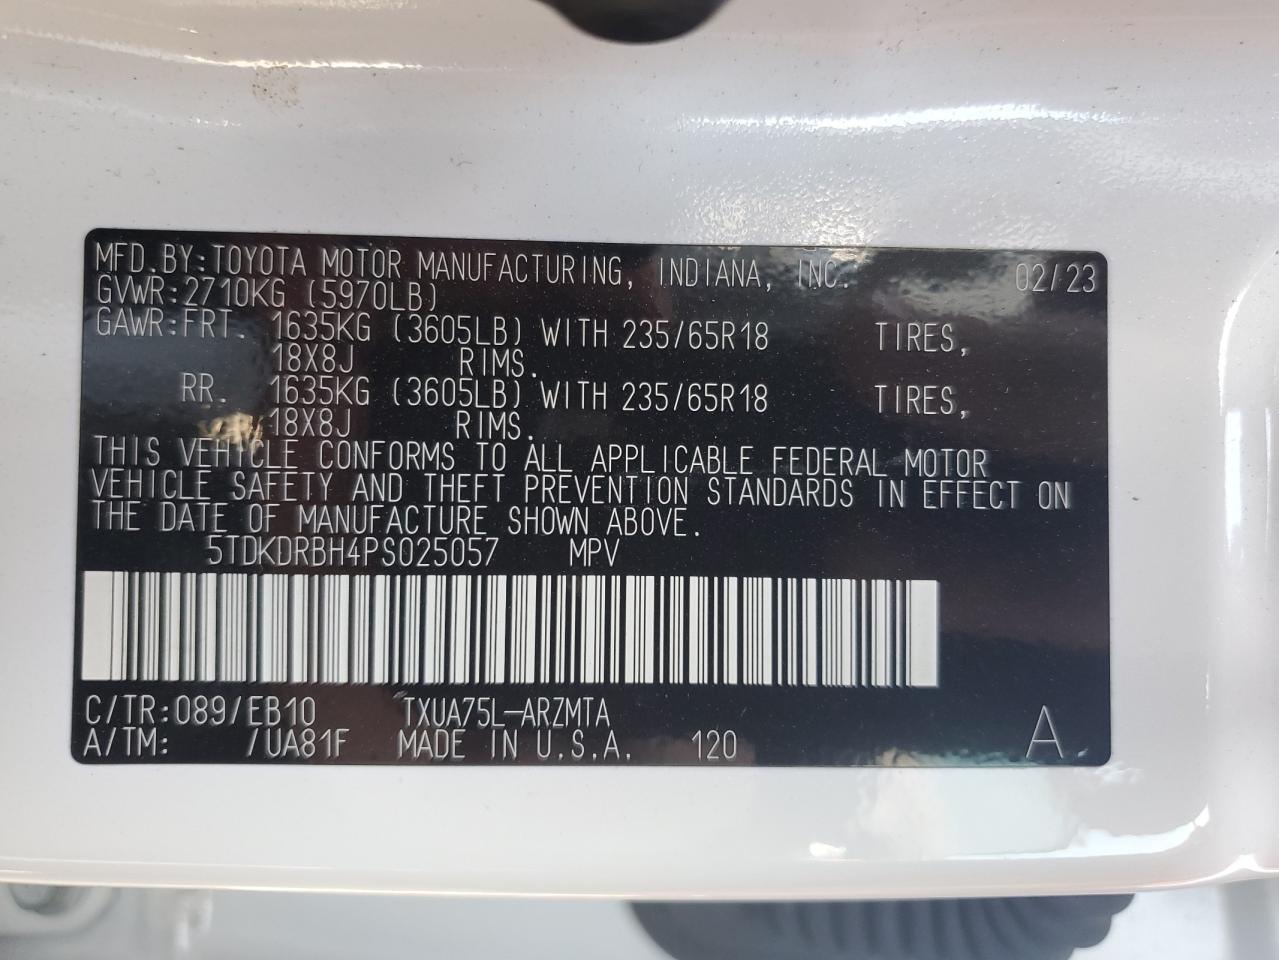 MFD.BY:TOYOTA MOTOR MANUFACTURING, INDIANA, INC. 02/23
GVWR:2710KG (5970LB)
GAWR:FRT. 1635KG (3605LB) WITH 235/65R18 TIRES,
18X8J RIMS.
RR. 1635KG (3605LB) WITH 235/65R18 TIRES,
18X8J RIMS.
THIS VEHICLE CONFORMS TO ALL APPLICABLE FEDERAL MOTOR
VEHICLE SAFETY AND THEFT PREVENTION STANDARDS IN EFFECT ON
THE DATE OF MANUFACTURE SHOWN ABOVE.
5TDKDRBH4PS025057 MPV
C/TR:089/EB10 TXUA75L-ARZMTA
A/TM: /UA81F MADE IN U.S.A. 120 A